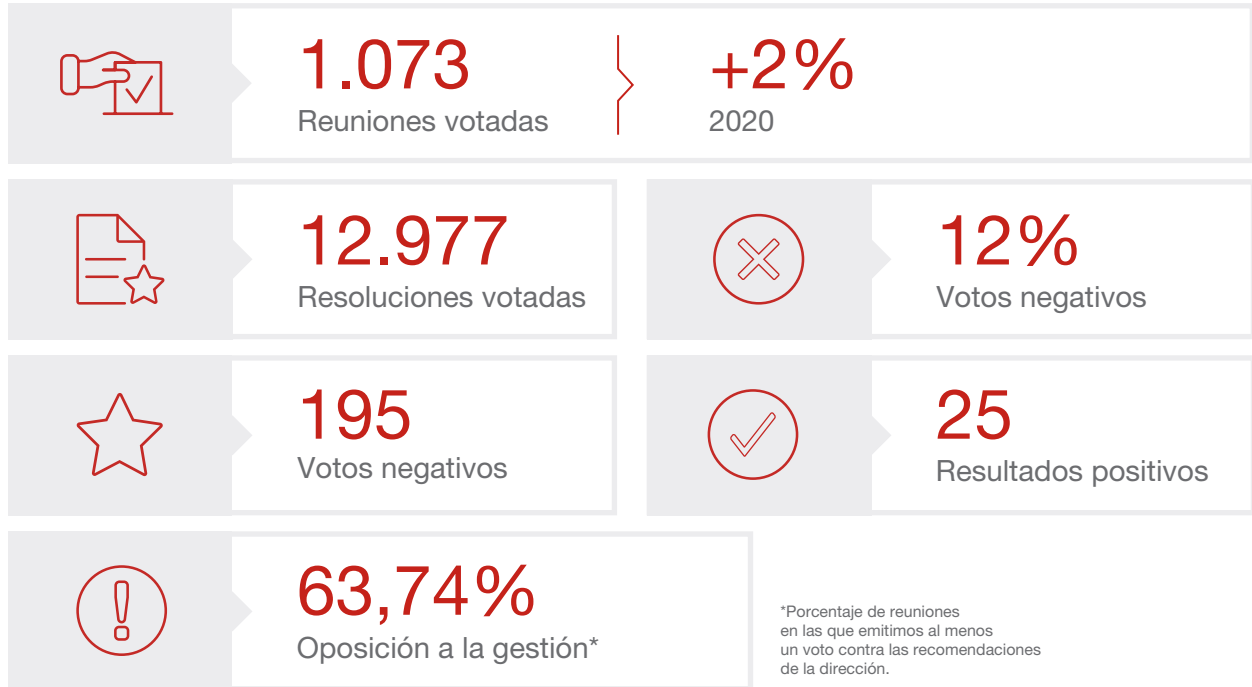 1.073
Reuniones votadas
+2%
2020
12.977
Resoluciones votadas
12%
Votos negativos
195
Votos negativos
25
Resultados positivos
63,74%
Oposición a la gestión*
*Porcentaje de reuniones
en las que emitimos al menos
un voto contra las recomendaciones
de la dirección.